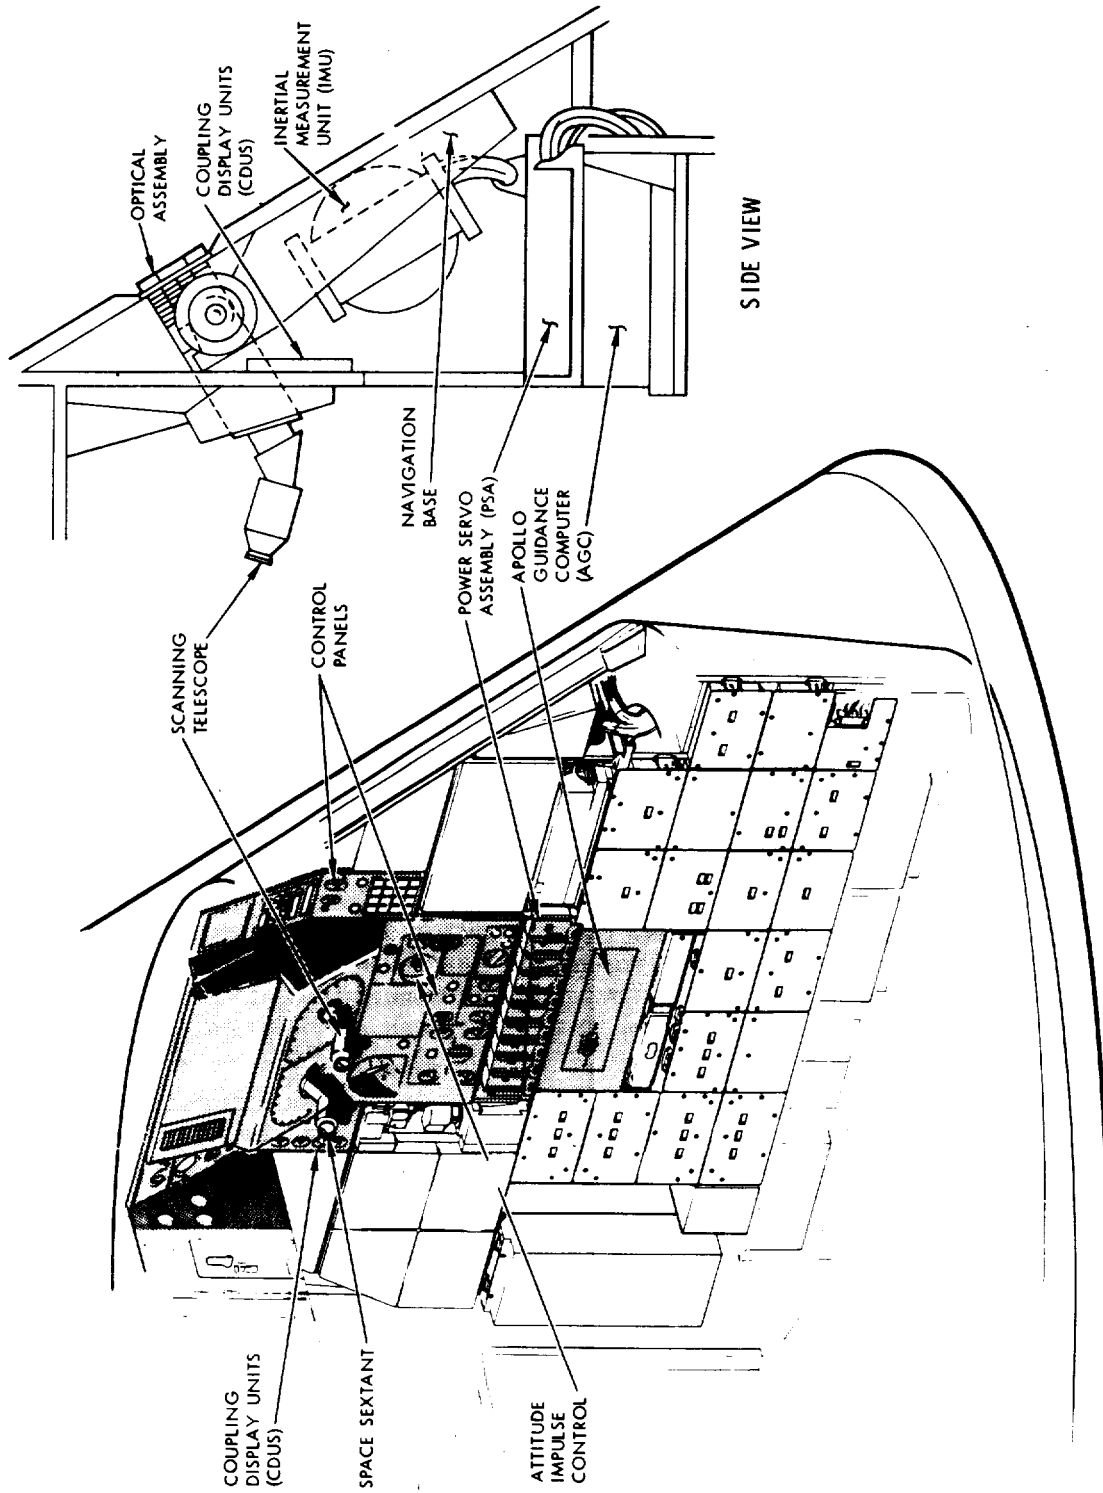 COUPLING
DISPLAY UNITS
(CDUS)
SPACE SEXTANT
ATTITUDE
IMPULSE
CONTROL
SCANNING
TELESCOPE
CONTROL
PANELS
POWER SERVO
ASSEMBLY (PSA)
APOLLO
GUIDANCE
COMPUTER
(AGC)
NAVIGATION
BASE
OPTICAL
ASSEMBLY
COUPLING
DISPLAY UNITS
(CDUS)
INERTIAL
MEASUREMENT
UNIT (IMU)
SIDE VIEW